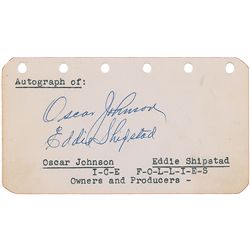 Autograph of:
Oscar Johnson
Eddie Shipstad
Oscar Johnson Eddie Shipstad
I-C-E F-O-L-L-I-E-S
Owners and Producers -